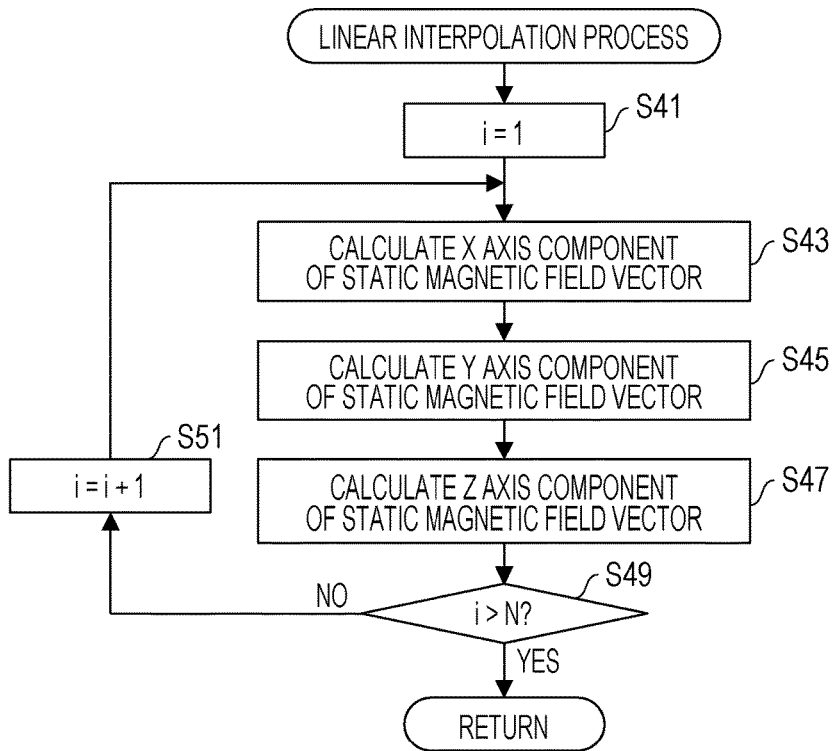 LINEAR INTERPOLATION PROCESS
S41
i = 1
S43
CALCULATE X AXIS COMPONENT
OF STATIC MAGNETIC FIELD VECTOR
S45
CALCULATE Y AXIS COMPONENT
OF STATIC MAGNETIC FIELD VECTOR
S51
i = i + 1
S47
CALCULATE Z AXIS COMPONENT
OF STATIC MAGNETIC FIELD VECTOR
S49
NO
i > N?
YES
RETURN